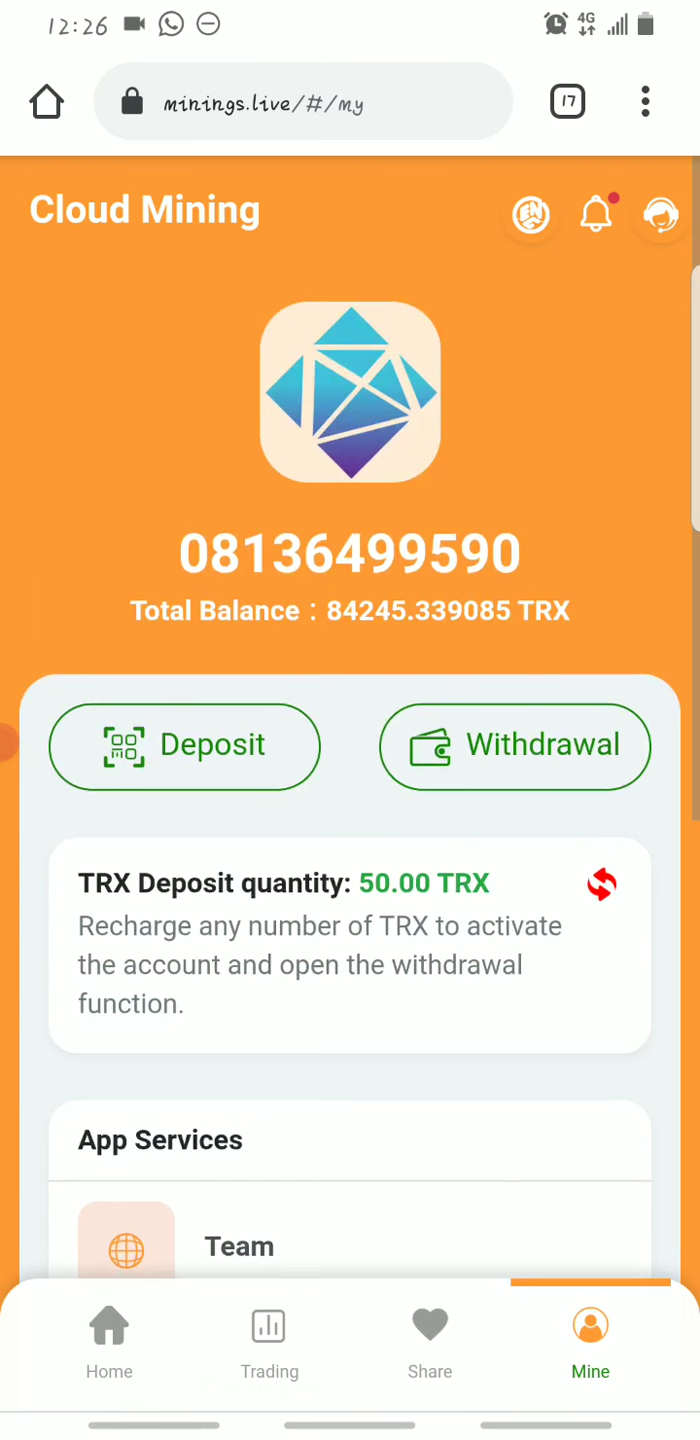 12:26
4G
minings.live/#/my
17
Cloud Mining
EN
08136499590
Total Balance : 84245.339085 TRX
Deposit
Withdrawal
TRX Deposit quantity: 50.00 TRX
Recharge any number of TRX to activate
the account and open the withdrawal
function.
App Services
Team
Home
Trading
Share
Mine